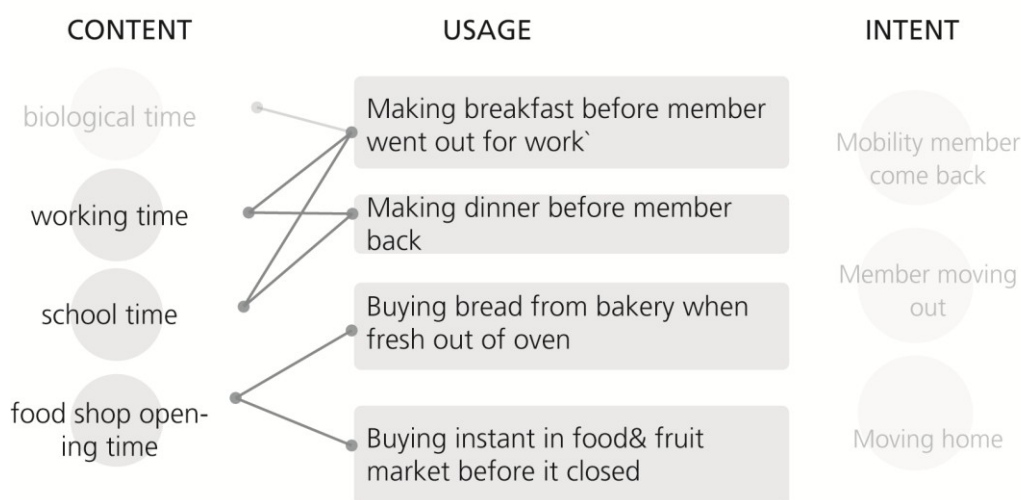 CONTENT
USAGE
INTENT
biological time
working time
school time
food shop open-
ing time
Making breakfast before member
went out for work`
Making dinner before member
back
Buying bread from bakery when
fresh out of oven
Buying instant in food& fruit
market before it closed
Mobility member
come back
Member moving
out
Moving home